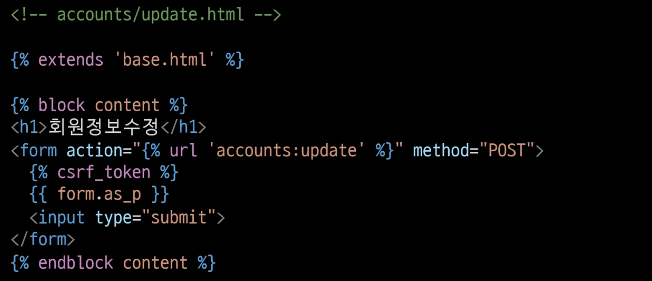 <!-- accounts/update.html -->
{% extends 'base.html' %}
{% block content %}
<h1>회원정보수정</h1>
<form action="{% url 'accounts:update' %}" method="POST">
{% csrf_token %}
{{ form.as_p }}
<input type="submit">
</form>
{% endblock content %}